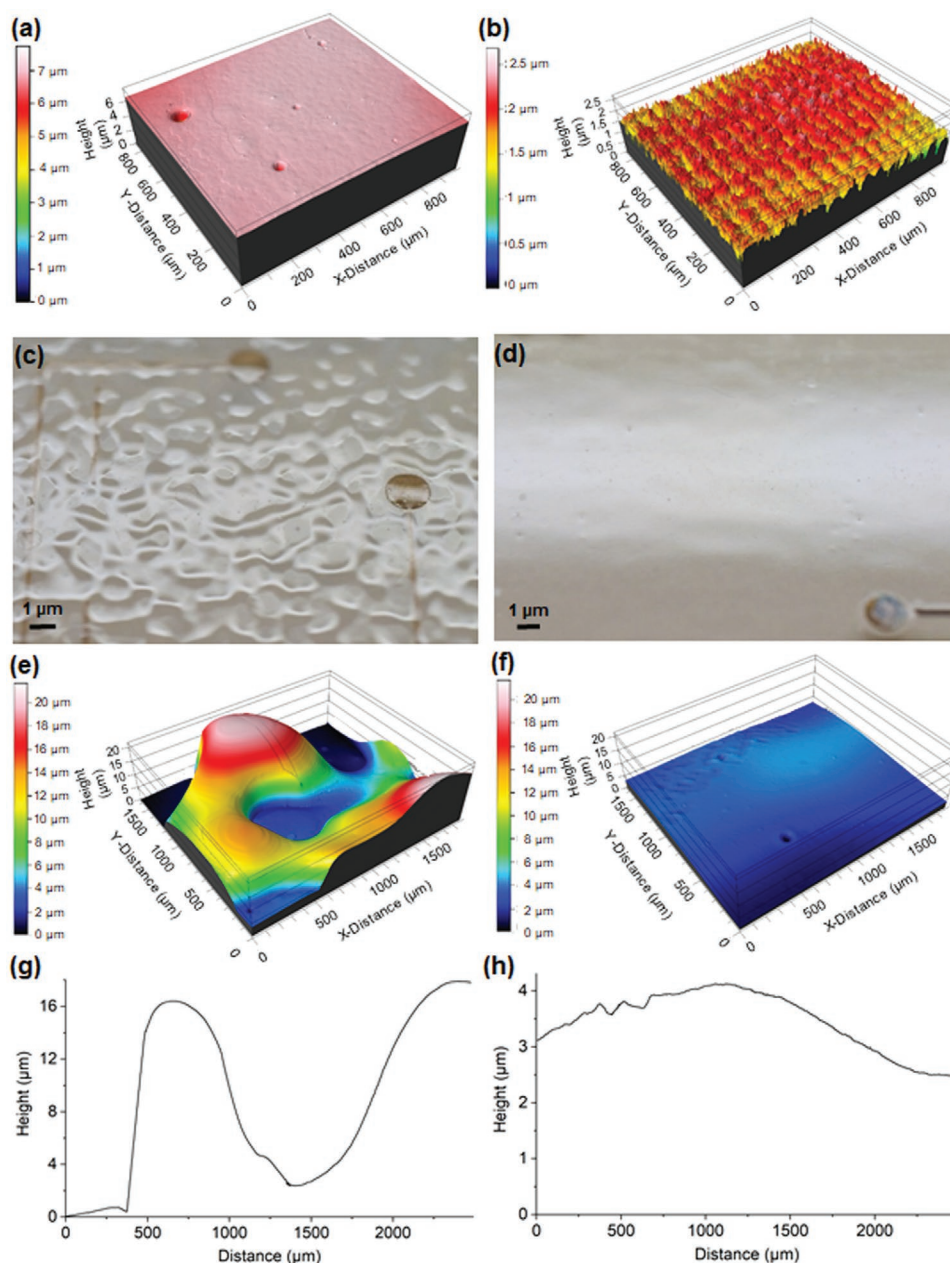 (a)
7 µm
6 µm
5 µm
4 µm
3 µm
2 µm
1 µm
0 µm
6
4
2
0
Height
(µm)
800
600
400
200
0
Y-Distance (µm)
0
200
400
600
800
X-Distance (µm)
(b)
2.5 µm
2 µm
1.5 µm
1 µm
0.5 µm
0 µm
2.5
2
1.5
1
0.5
0
Height
(µm)
800
600
400
200
0
Y-Distance (µm)
0
200
400
600
800
X-Distance (µm)
(c)
1 µm
(d)
1 µm
(e)
20 µm
18 µm
16 µm
14 µm
12 µm
10 µm
8 µm
6 µm
4 µm
2 µm
0 µm
20
15
10
5
0
Height
(µm)
1500
1000
500
0
Y-Distance (µm)
0
500
1000
1500
X-Distance (µm)
(f)
20 µm
18 µm
16 µm
14 µm
12 µm
10 µm
8 µm
6 µm
4 µm
2 µm
0 µm
20
15
10
5
0
Height
(µm)
1500
1000
500
0
Y-Distance (µm)
0
500
1000
1500
X-Distance (µm)
(g)
16
12
8
4
0
Height (µm)
0
500
1000
1500
2000
Distance (µm)
(h)
4
3
2
1
0
Height (µm)
0
500
1000
1500
2000
Distance (µm)